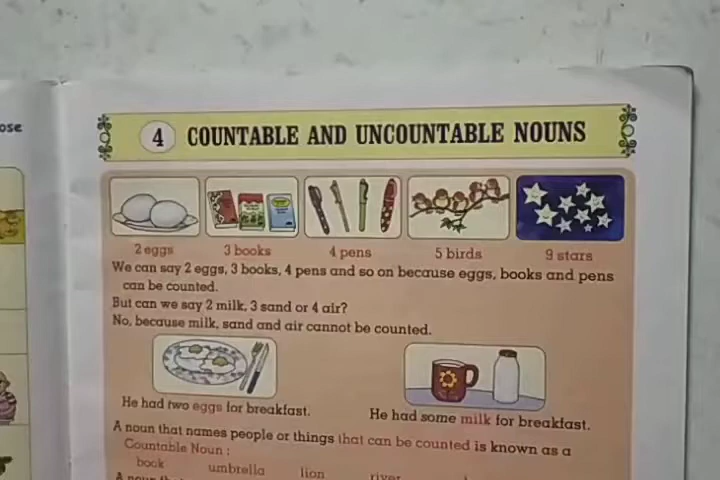 ose
4 COUNTABLE AND UNCOUNTABLE NOUNS
2 eggs 3 books 4 pens 5 birds 9 stars
We can say 2 eggs, 3 books, 4 pens and so on because eggs, books and pens
can be counted.
But can we say 2 milk, 3 sand or 4 air?
No, because milk, sand and air cannot be counted.
He had two eggs for breakfast. He had some milk for breakfast.
A noun that names people or things that can be counted is known as a
Countable Noun :
book umbrella lion river
A noun